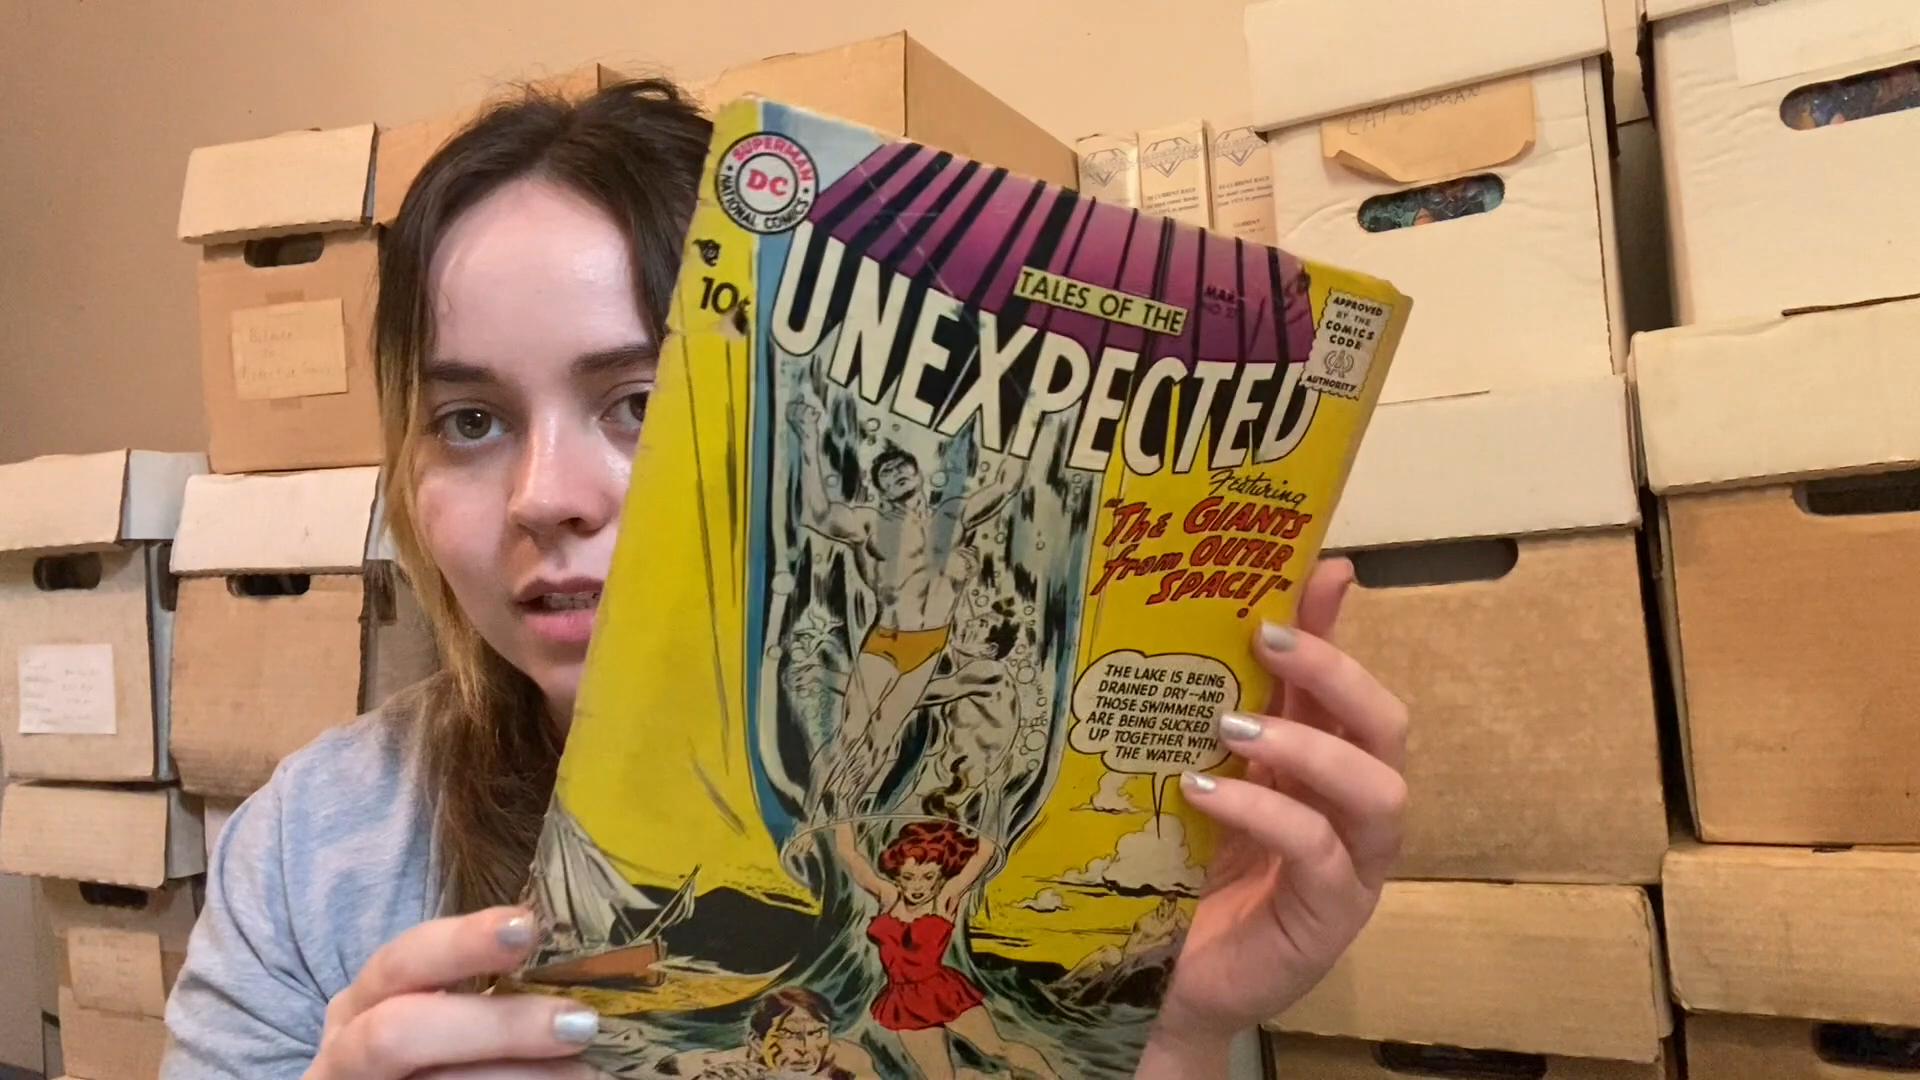 SUPERMAN
DC
NATIONAL COMICS
10¢
TALES OF THE
UNEXPECTED
MAR.
APPROVED
BY THE
COMICS
CODE
AUTHORITY
Featuring
"The GIANTS
from OUTER
SPACE!"
THE LAKE IS BEING
DRAINED DRY--AND
THOSE SWIMMERS
ARE BEING SUCKED
UP TOGETHER WITH
THE WATER!
CATWOMAN